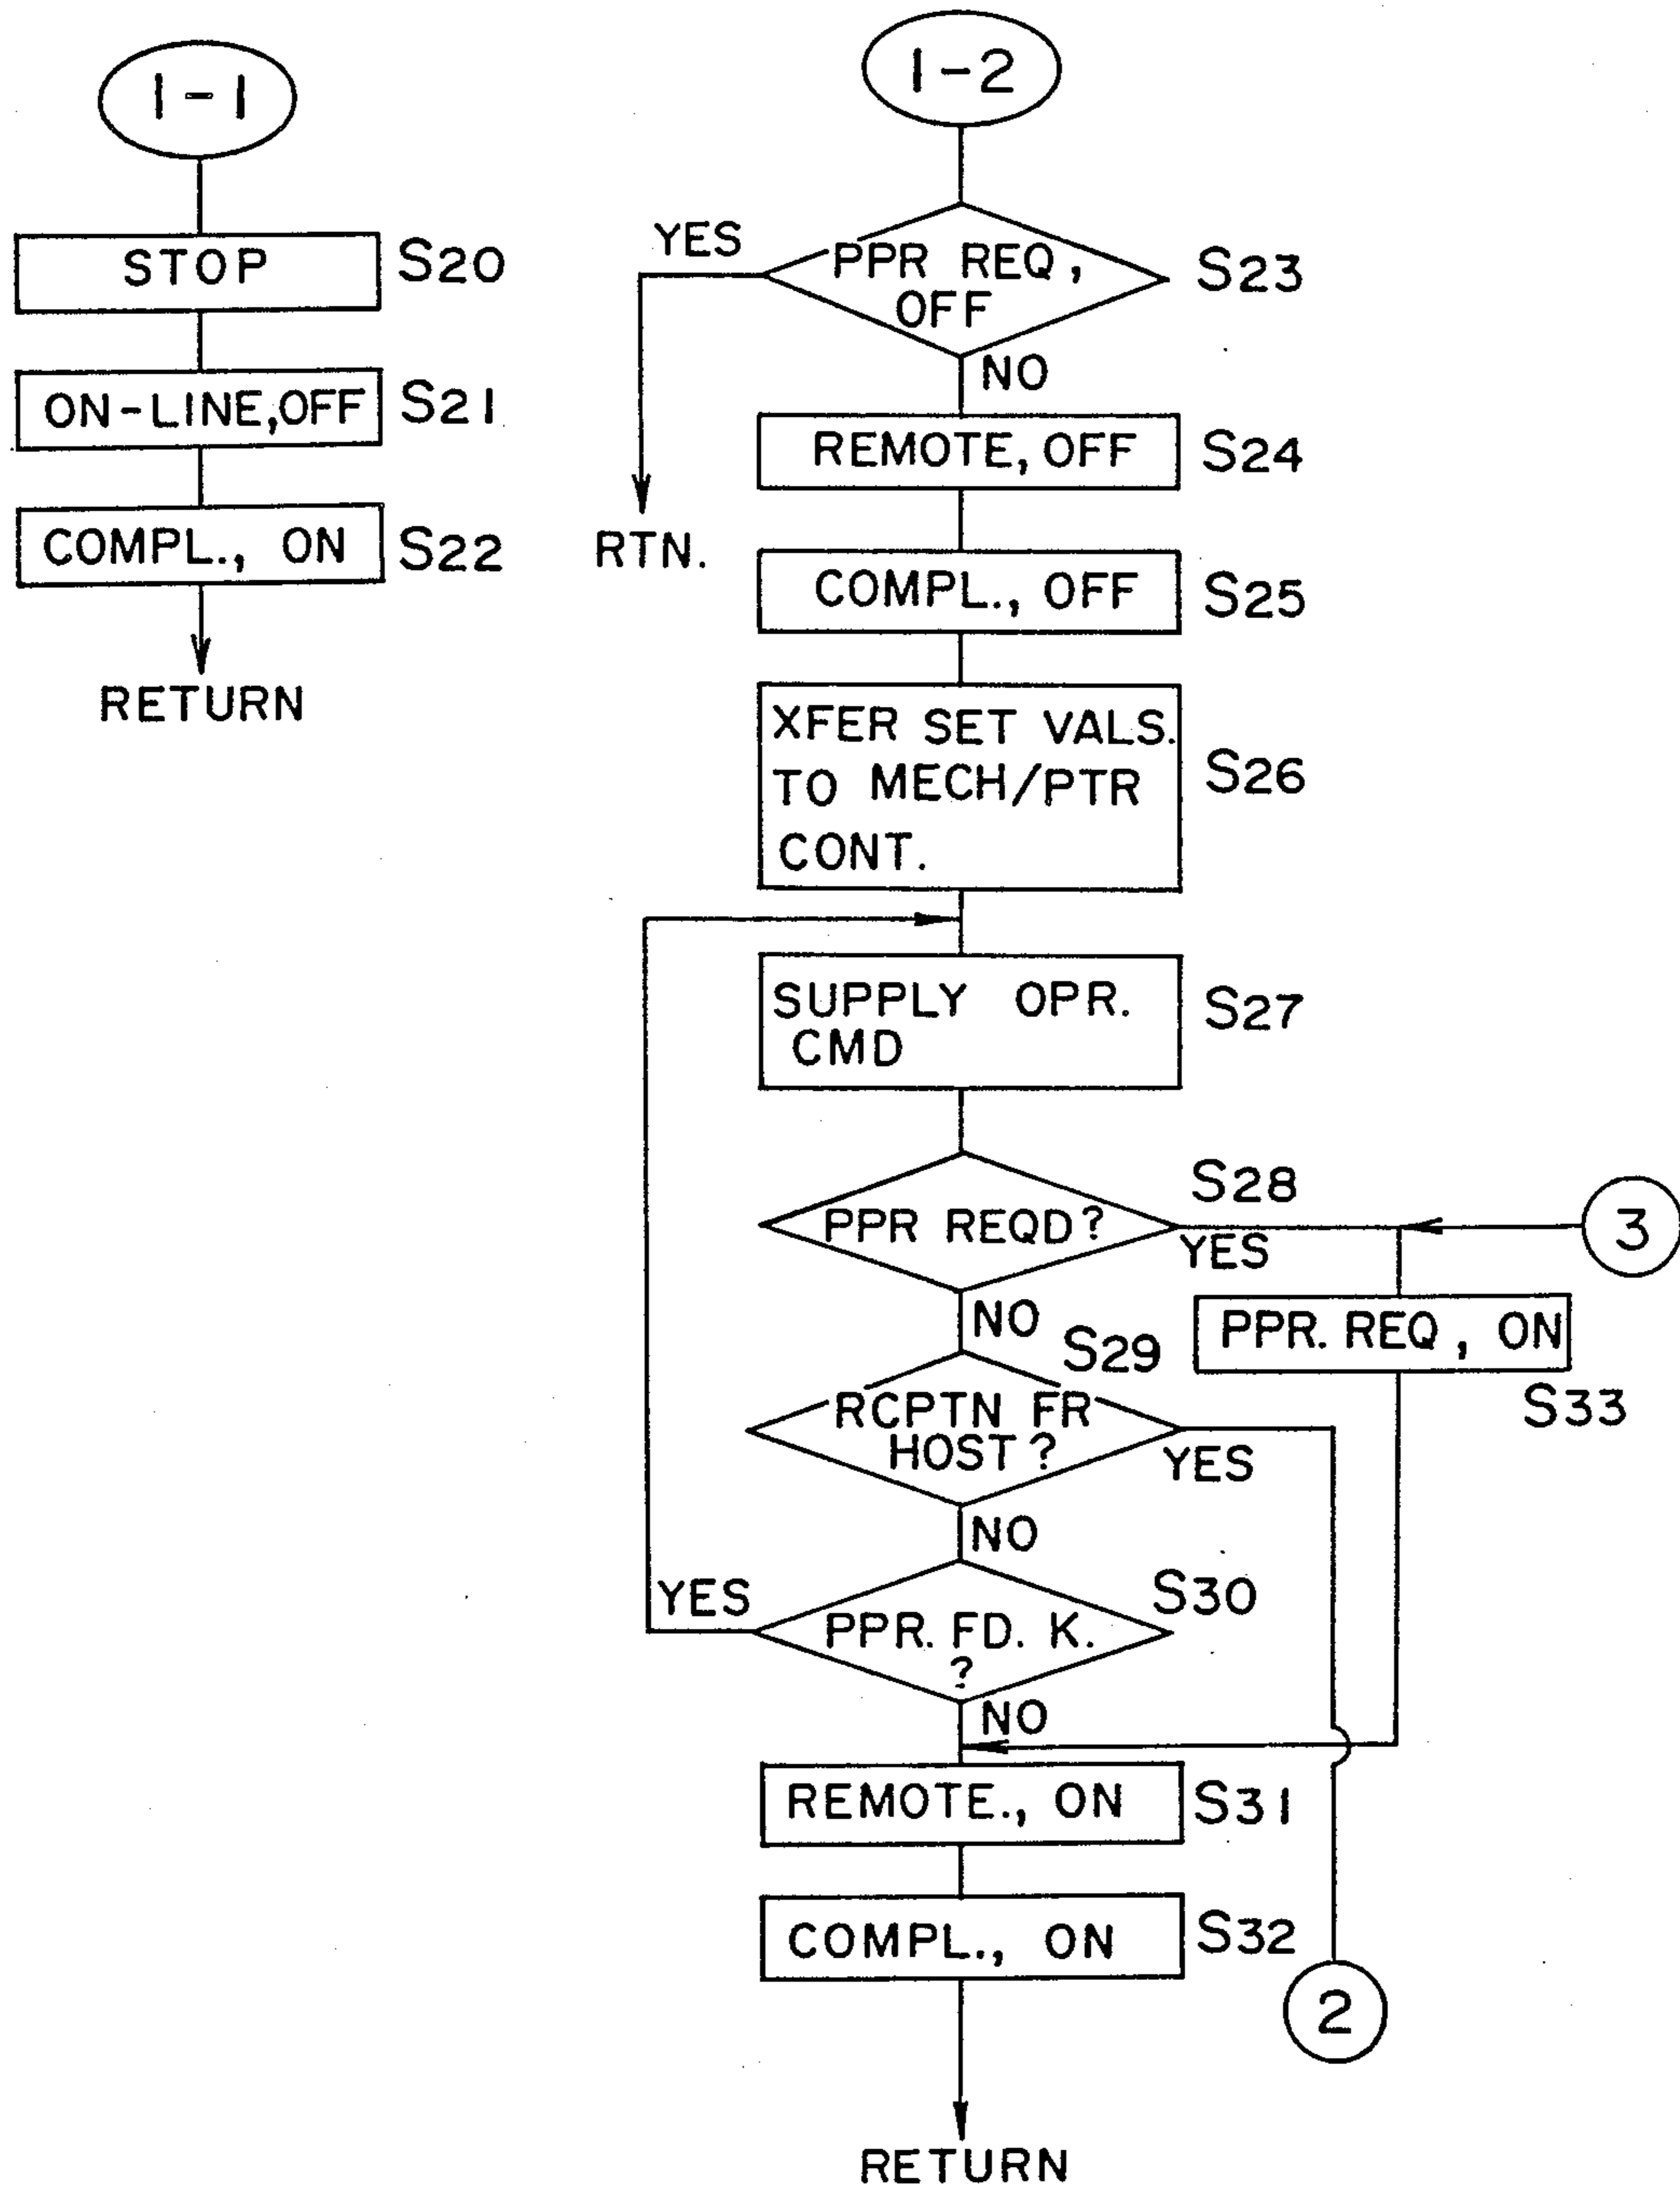 1-1
STOP
S20
ON-LINE,OFF
S21
COMPL., ON
S22
RETURN
1-2
PPR REQ,
OFF
S23
YES
RTN.
NO
REMOTE, OFF
S24
COMPL., OFF
S25
XFER SET VALS.
TO MECH/PTR
CONT.
S26
SUPPLY OPR.
CMD
S27
PPR REQD?
S28
YES
3
NO
PPR. REQ, ON
S33
RCPTN FR
HOST?
S29
YES
NO
PPR. FD. K.
?
S30
YES
NO
REMOTE., ON
S31
COMPL., ON
S32
2
RETURN